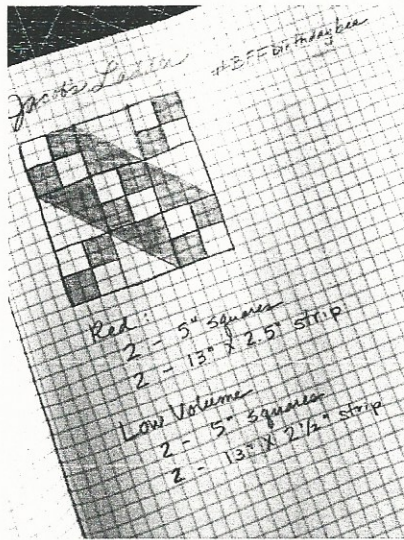 Jacob's Ladder
#BFFbirthdaybee
Red:
2 - 5" squares
2 - 13" X 2.5" strip
Low Volume
2 - 5" squares
2 - 13" X 2 1/2" strip